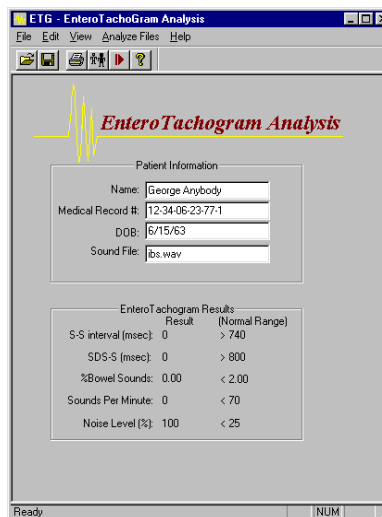 ETG - EnteroTachoGram Analysis
File Edit View Analyze Files Help
EnteroTachogram Analysis
Patient Information
Name: George Anybody
Medical Record #: 12-34-06-23-77-1
DOB: 6/15/63
Sound File: ibs.wav
EnteroTachogram Results
Result (Normal Range)
S-S interval (msec): 0 > 740
SDS-S (msec): 0 > 800
%Bowel Sounds: 0.00 < 2.00
Sounds Per Minute: 0 < 70
Noise Level (%): 100 < 25
Ready NUM